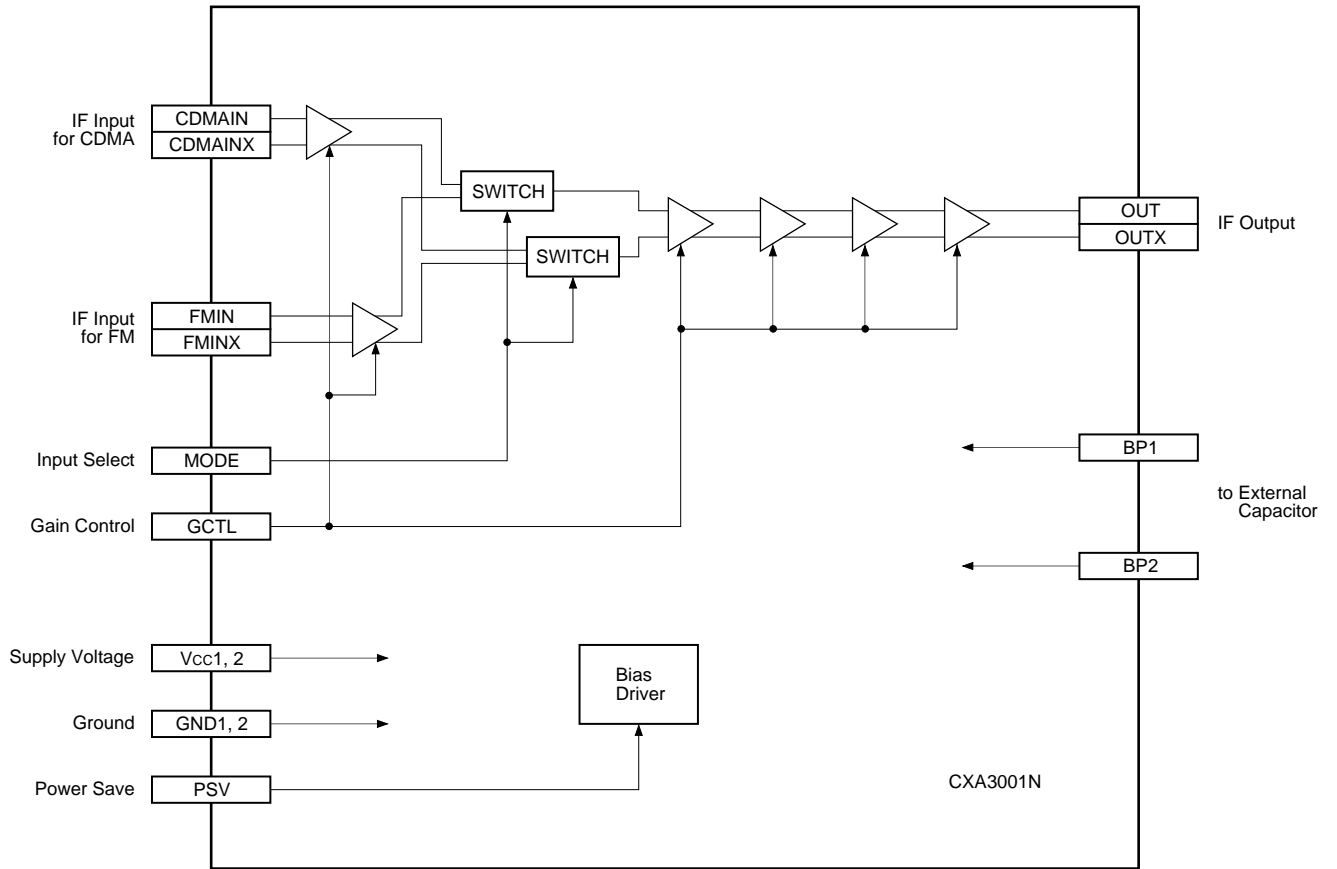 IF Input
for CDMA
CDMAIN
CDMAINX
SWITCH
SWITCH
OUT
OUTX
IF Output
IF Input
for FM
FMIN
FMINX
Input Select
MODE
BP1
to External
Capacitor
Gain Control
GCTL
BP2
Supply Voltage
Vcc1, 2
Bias
Driver
Ground
GND1, 2
Power Save
PSV
CXA3001N